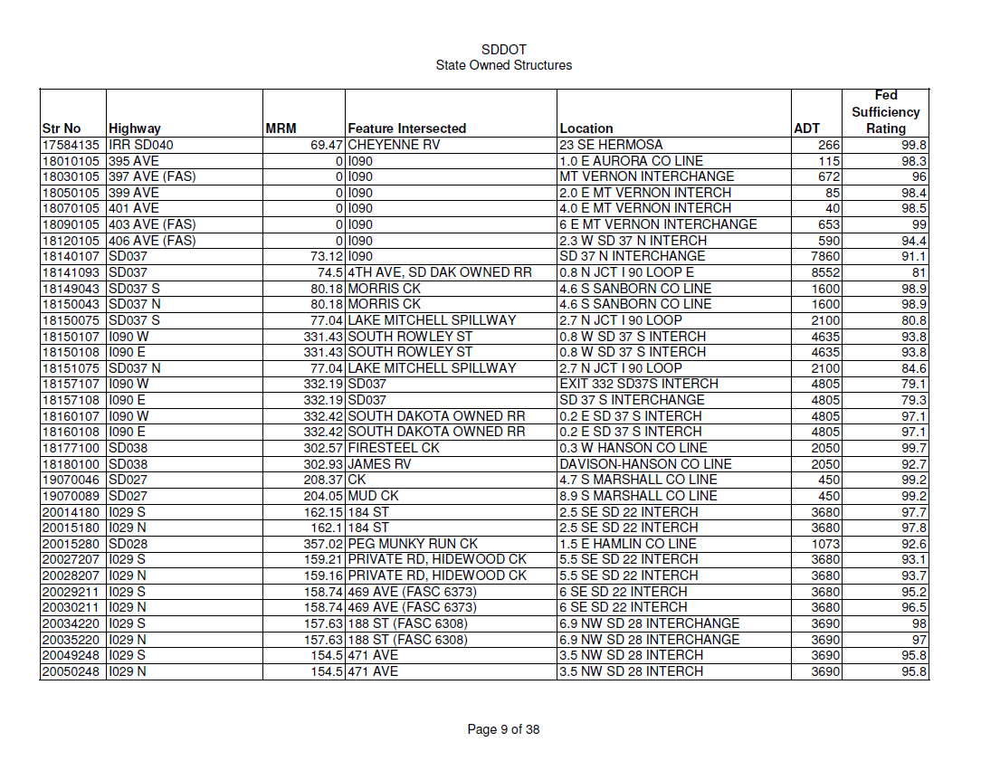 SDDOT
State Owned Structures
Fed
Sufficiency
Str No Highway MRM Feature Intersected Location ADT Rating
17584135 IRR SD040 69.47 CHEYENNE RV 23 SE HERMOSA 266 99.8
18010105 395 AVE 0 I090 1.0 E AURORA CO LINE 115 98.3
18030105 397 AVE (FAS) 0 I090 MT VERNON INTERCHANGE 672 96
18050105 399 AVE 0 I090 2.0 E MT VERNON INTERCH 85 98.4
18070105 401 AVE 0 I090 4.0 E MT VERNON INTERCH 40 98.5
18090105 403 AVE (FAS) 0 I090 6 E MT VERNON INTERCHANGE 653 99
18120105 406 AVE (FAS) 0 I090 2.3 W SD 37 N INTERCH 590 94.4
18140107 SD037 73.12 I090 SD 37 N INTERCHANGE 7860 91.1
18141093 SD037 74.5 4TH AVE, SD DAK OWNED RR 0.8 N JCT I 90 LOOP E 8552 81
18149043 SD037 S 80.18 MORRIS CK 4.6 S SANBORN CO LINE 1600 98.9
18150043 SD037 N 80.18 MORRIS CK 4.6 S SANBORN CO LINE 1600 98.9
18150075 SD037 S 77.04 LAKE MITCHELL SPILLWAY 2.7 N JCT I 90 LOOP 2100 80.8
18150107 I090 W 331.43 SOUTH ROWLEY ST 0.8 W SD 37 S INTERCH 4635 93.8
18150108 I090 E 331.43 SOUTH ROWLEY ST 0.8 W SD 37 S INTERCH 4635 93.8
18151075 SD037 N 77.04 LAKE MITCHELL SPILLWAY 2.7 N JCT I 90 LOOP 2100 84.6
18157107 I090 W 332.19 SD037 EXIT 332 SD37S INTERCH 4805 79.1
18157108 I090 E 332.19 SD037 SD 37 S INTERCHANGE 4805 79.3
18160107 I090 W 332.42 SOUTH DAKOTA OWNED RR 0.2 E SD 37 S INTERCH 4805 97.1
18160108 I090 E 332.42 SOUTH DAKOTA OWNED RR 0.2 E SD 37 S INTERCH 4805 97.1
18177100 SD038 302.57 FIRESTEEL CK 0.3 W HANSON CO LINE 2050 99.7
18180100 SD038 302.93 JAMES RV DAVISON-HANSON CO LINE 2050 92.7
19070046 SD027 208.37 CK 4.7 S MARSHALL CO LINE 450 99.2
19070089 SD027 204.05 MUD CK 8.9 S MARSHALL CO LINE 450 99.2
20014180 I029 S 162.15 184 ST 2.5 SE SD 22 INTERCH 3680 97.7
20015180 I029 N 162.1 184 ST 2.5 SE SD 22 INTERCH 3680 97.8
20015280 SD028 357.02 PEG MUNKY RUN CK 1.5 E HAMLIN CO LINE 1073 92.6
20027207 I029 S 159.21 PRIVATE RD, HIDEWOOD CK 5.5 SE SD 22 INTERCH 3680 93.1
20028207 I029 N 159.16 PRIVATE RD, HIDEWOOD CK 5.5 SE SD 22 INTERCH 3680 93.7
20029211 I029 S 158.74 469 AVE (FASC 6373) 6 SE SD 22 INTERCH 3680 95.2
20030211 I029 N 158.74 469 AVE (FASC 6373) 6 SE SD 22 INTERCH 3680 96.5
20034220 I029 S 157.63 188 ST (FASC 6308) 6.9 NW SD 28 INTERCHANGE 3690 98
20035220 I029 N 157.63 188 ST (FASC 6308) 6.9 NW SD 28 INTERCHANGE 3690 97
20049248 I029 S 154.5 471 AVE 3.5 NW SD 28 INTERCH 3690 95.8
20050248 I029 N 154.5 471 AVE 3.5 NW SD 28 INTERCH 3690 95.8
Page 9 of 38